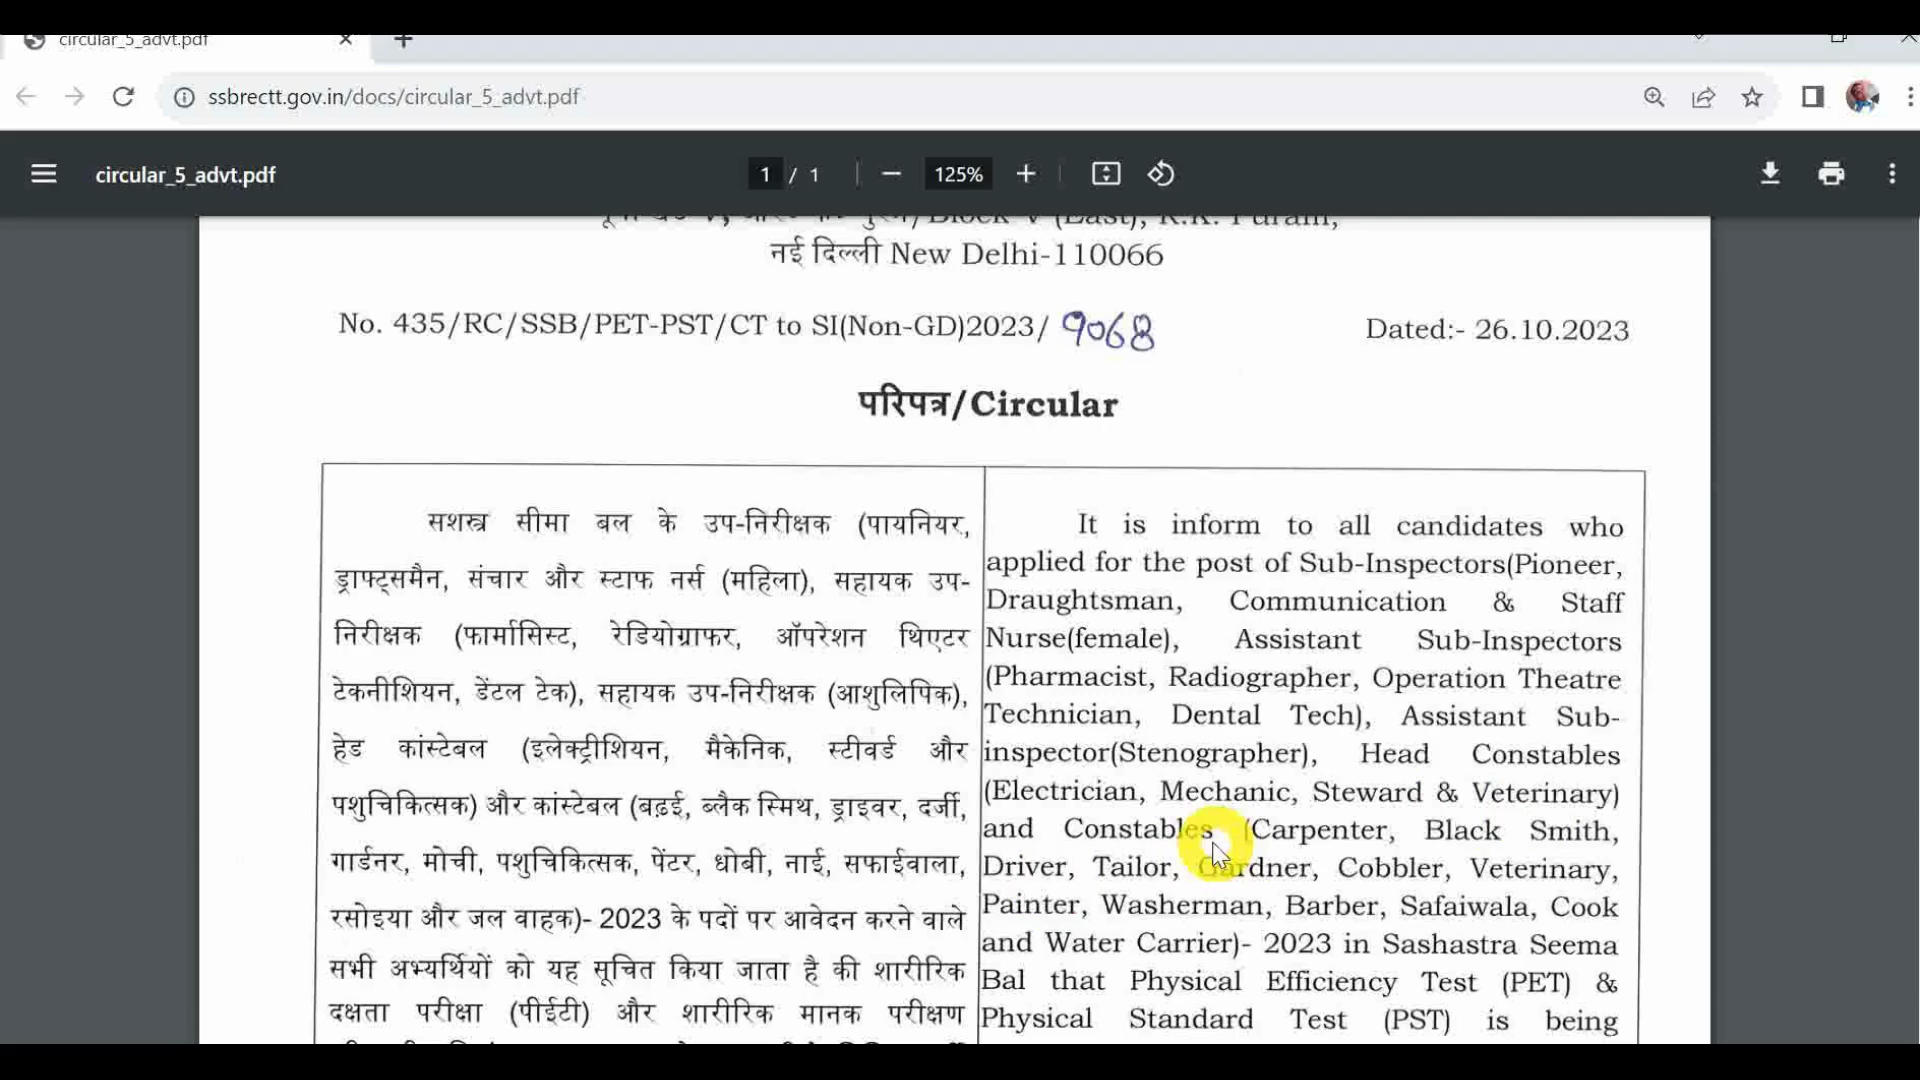 circular_5_advt.pdf
ssbrectt.gov.in/docs/circular_5_advt.pdf
circular_5_advt.pdf
1 / 1
125%
Block V (East), R.K. Puram,
नई दिल्ली New Delhi-110066
No. 435/RC/SSB/PET-PST/CT to SI(Non-GD)2023/ 9068
Dated:- 26.10.2023
परिपत्र/Circular
सशस्त्र सीमा बल के उप-निरीक्षक (पायनियर,
ड्राफ्ट्समैन, संचार और स्टाफ नर्स (महिला), सहायक उप-
निरीक्षक (फार्मासिस्ट, रेडियोग्राफर, ऑपरेशन थिएटर
टेकनीशियन, डेंटल टेक), सहायक उप-निरीक्षक (आशुलिपिक),
हेड कांस्टेबल (इलेक्ट्रीशियन, मैकेनिक, स्टीवर्ड और
पशुचिकित्सक) और कांस्टेबल (बढ़ई, ब्लैक स्मिथ, ड्राइवर, दर्जी,
गार्डनर, मोची, पशुचिकित्सक, पेंटर, धोबी, नाई, सफाईवाला,
रसोइया और जल वाहक)- 2023 के पदों पर आवेदन करने वाले
सभी अभ्यर्थियों को यह सूचित किया जाता है की शारीरिक
दक्षता परीक्षा (पीईटी) और शारीरिक मानक परीक्षण
It is inform to all candidates who
applied for the post of Sub-Inspectors(Pioneer,
Draughtsman, Communication & Staff
Nurse(female), Assistant Sub-Inspectors
(Pharmacist, Radiographer, Operation Theatre
Technician, Dental Tech), Assistant Sub-
inspector(Stenographer), Head Constables
(Electrician, Mechanic, Steward & Veterinary)
and Constables (Carpenter, Black Smith,
Driver, Tailor, Gardner, Cobbler, Veterinary,
Painter, Washerman, Barber, Safaiwala, Cook
and Water Carrier)- 2023 in Sashastra Seema
Bal that Physical Efficiency Test (PET) &
Physical Standard Test (PST) is being